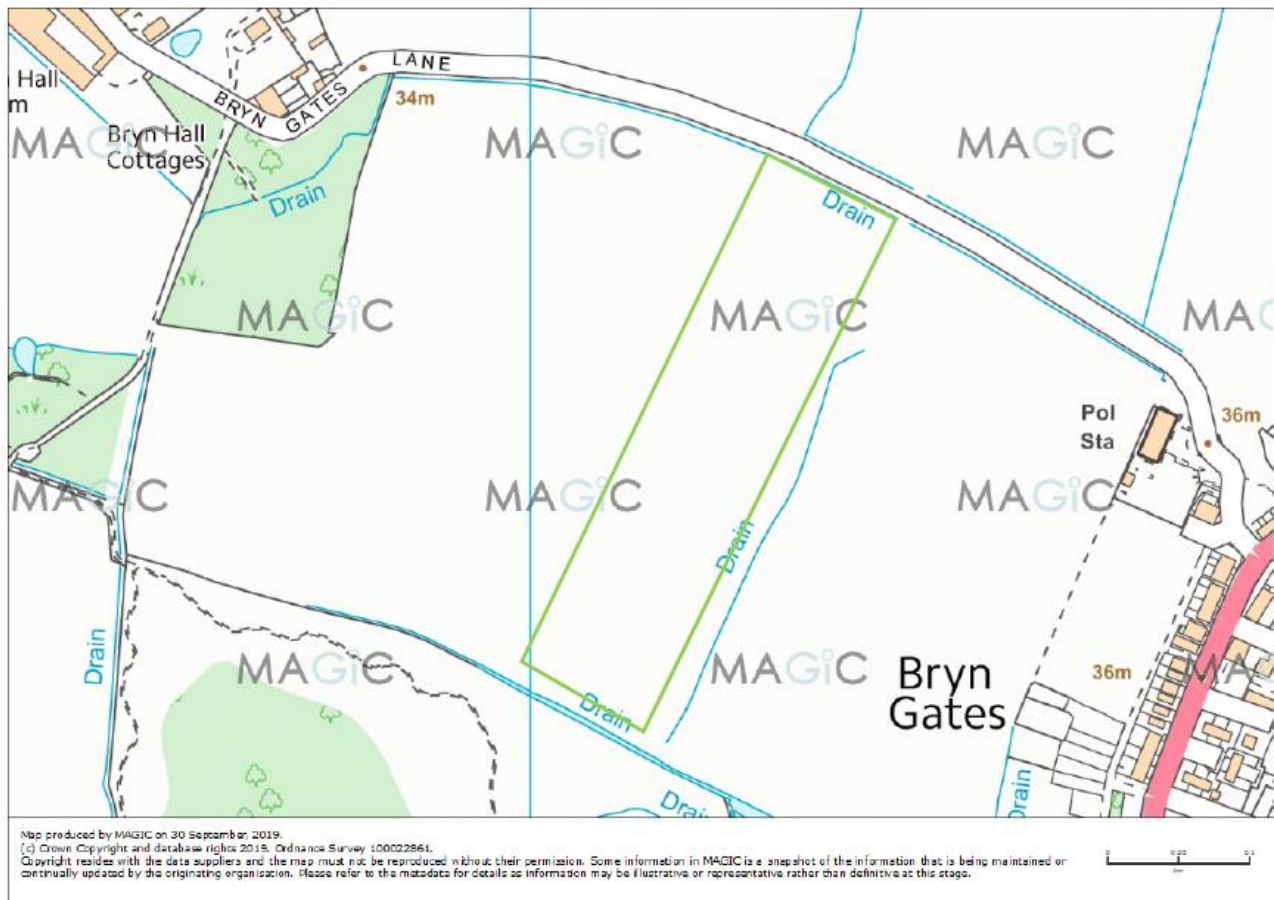 LANE
BRYN GATES
34m
Hall
m
MAGiC
MAGiC
MAGiC
Bryn Hall
Cottages
Drain
Drain
MAGiC
MAGiC
MAG
Pol
Sta
36m
MAGiC
MAGiC
MAGiC
Drain
Drain
MAGiC
MAGiC
MA
Bryn
Gates
36m
Drain
Drain
Drain
Map produced by MAGIC on 30 September, 2019.
(c) Crown Copyright and database rights 2019. Ordnance Survey 100022861.
Copyright resides with the data suppliers and the map must not be reproduced without their permission. Some information in MAGIC is a snapshot of the information that is being maintained or
continually updated by the originating organisation. Please refer to the metadata for details as information may be illustrative or representative rather than definitive at this stage.
0
0.1